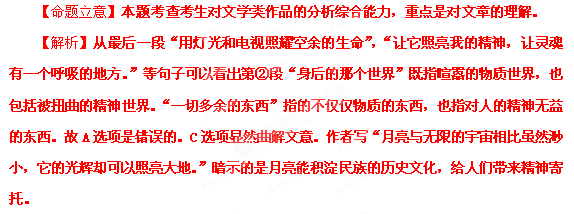 【命题立意】本题考查考生对文学类作品的分析综合能力，重点是对文章的理解。
【解析】从最后一段“用灯光和电视照耀空余的生命”，“让它照亮我的精神，让灵魂
有一个呼吸的地方。”等句子可以看出第②段“身后的那个世界”既指喧嚣的物质世界，也
包括被扭曲的精神世界。“一切多余的东西”指的不仅仅物质的东西，也指对人的精神无益
的东西。故 A 选项是错误的。C 选项显然曲解文意。作者写“月亮与无限的宇宙相比虽然渺
小，它的光辉却可以照亮大地。”暗示的是月亮能积淀民族的历史文化，给人们带来精神寄
托。